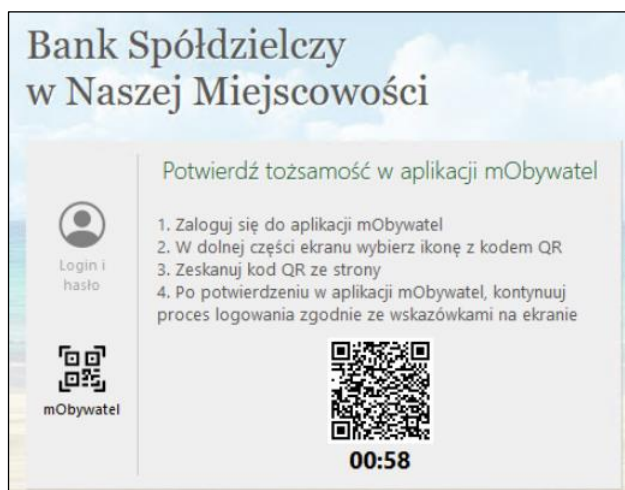 Bank Spółdzielczy
w Naszej Miejscowości
Potwierdź tożsamość w aplikacji mObywatel
Login i
hasło
mObywatel
1. Zaloguj się do aplikacji mObywatel
2. W dolnej części ekranu wybierz ikonę z kodem QR
3. Zeskanuj kod QR ze strony
4. Po potwierdzeniu w aplikacji mObywatel, kontynuuj
proces logowania zgodnie ze wskazówkami na ekranie
00:58